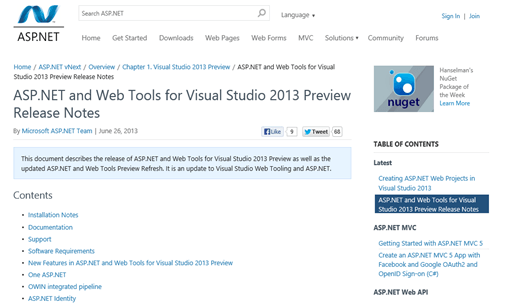 Search ASP.NET
Language ▾
Sign In | Join
ASP.NET
Home Get Started Downloads Web Pages Web Forms MVC Solutions ▾ Community Forums
Home / ASP.NET vNext / Overview / Chapter 1. Visual Studio 2013 Preview / ASP.NET and Web Tools for Visual
Studio 2013 Preview Release Notes
ASP.NET and Web Tools for Visual Studio 2013 Preview
Release Notes
By Microsoft ASP.NET Team | June 26, 2013
Like 9 Tweet 68
This document describes the release of ASP.NET and Web Tools for Visual Studio 2013 Preview as well as the
updated ASP.NET and Web Tools Preview Refresh. It is an update to Visual Studio Web Tooling and ASP.NET.
Contents
• Installation Notes
• Documentation
• Support
• Software Requirements
• New Features in ASP.NET and Web Tools for Visual Studio 2013 Preview
• One ASP.NET
• OWIN integrated pipeline
• ASP.NET Identity
nuget
Hanselman's
NuGet
Package of
the Week
Learn More
TABLE OF CONTENTS
Latest
Creating ASP.NET Web Projects in
Visual Studio 2013
ASP.NET and Web Tools for Visual
Studio 2013 Preview Release Notes
ASP.NET MVC
Getting Started with ASP.NET MVC 5
Create an ASP.NET MVC 5 App with
Facebook and Google OAuth2 and
OpenID Sign-on (C#)
ASP.NET Web API